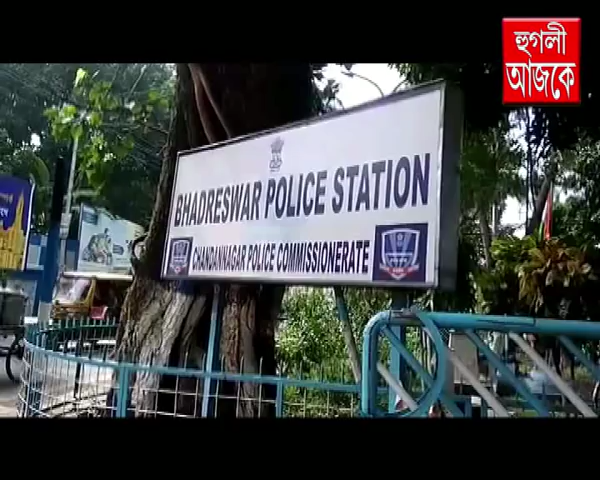 হুগলী
আজকে
BHADRESWAR POLICE STATION
CHANDANNAGAR POLICE COMMISSIONERATE